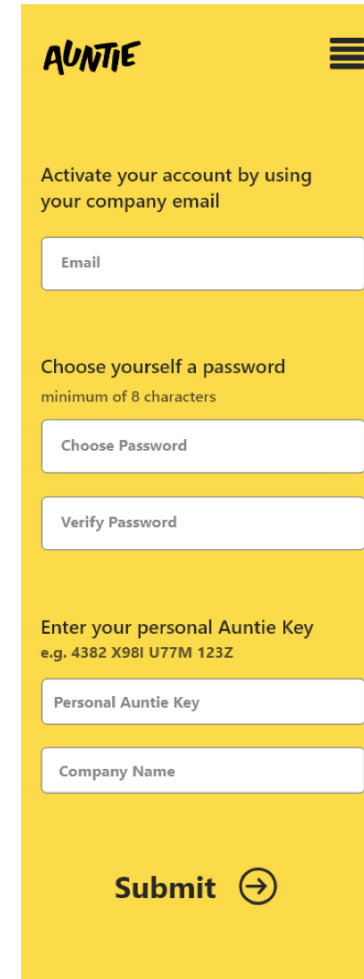 AUNTIE
Activate your account by using
your company email
Email
Choose yourself a password
minimum of 8 characters
Choose Password
Verify Password
Enter your personal Auntie Key
e.g. 4382 X98I U77M 123Z
Personal Auntie Key
Company Name
Submit